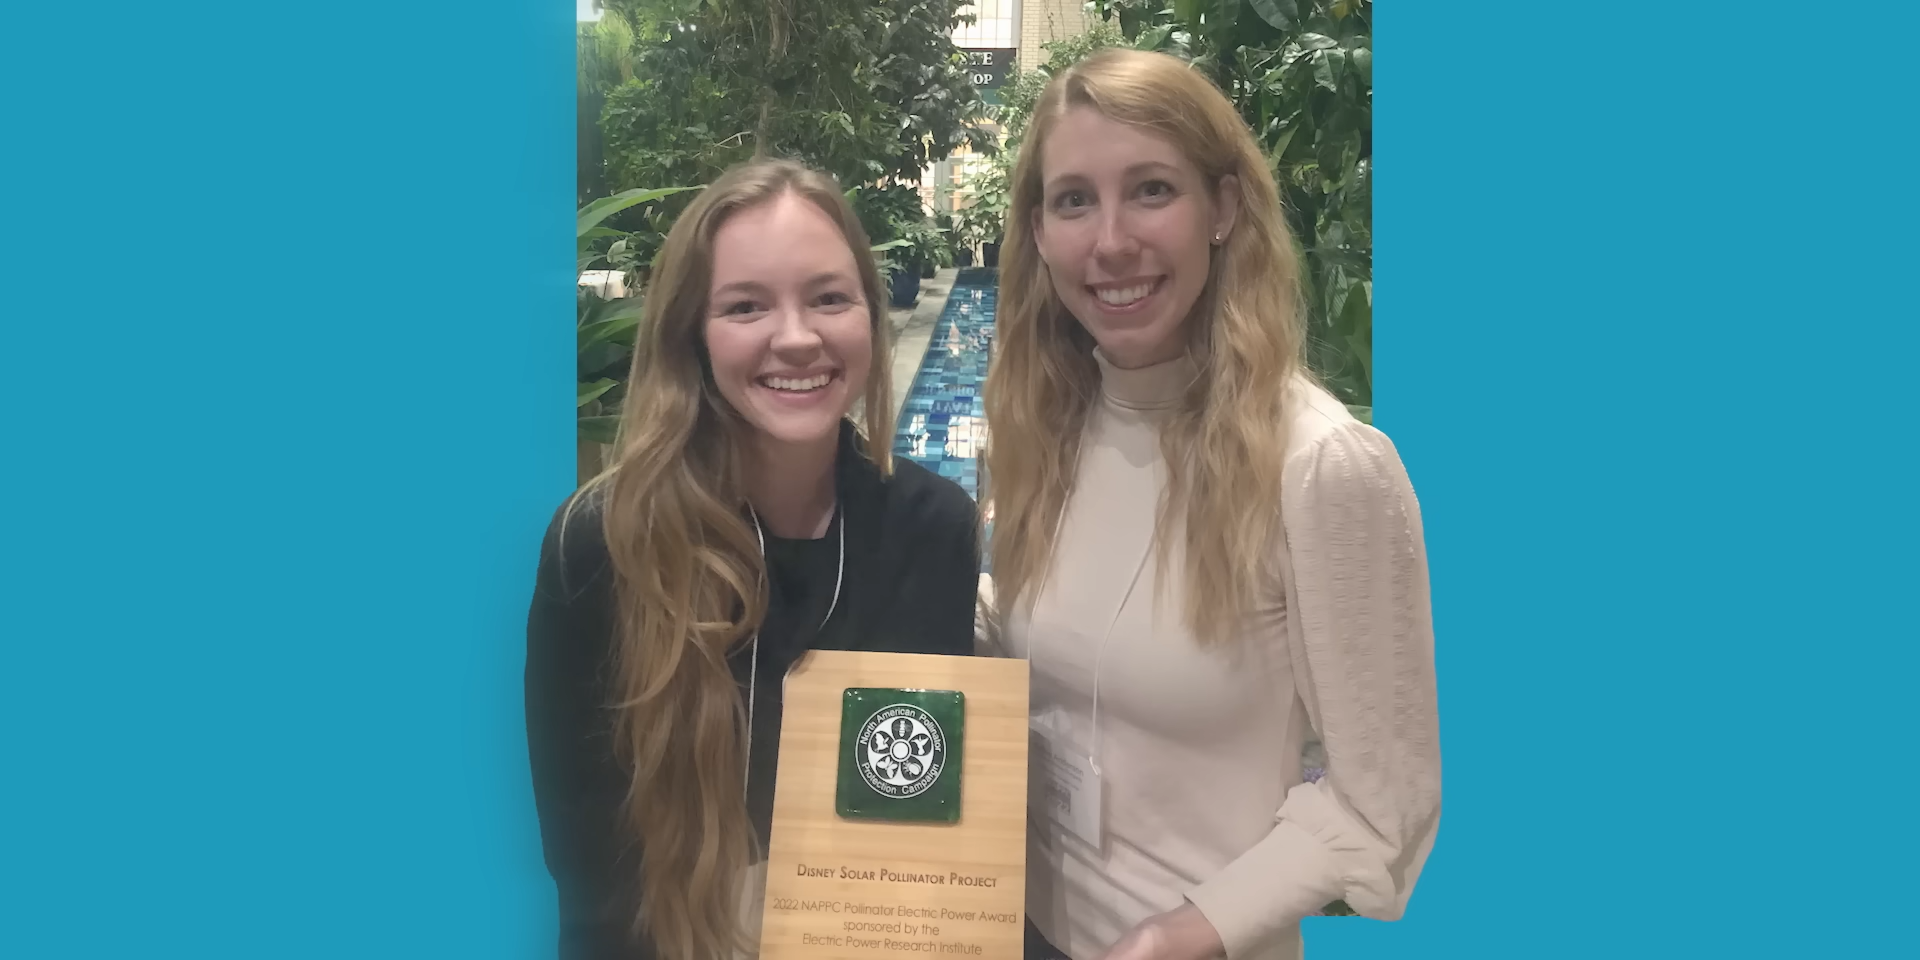 North American Pollinator
Protection Campaign
DISNEY SOLAR POLLINATOR PROJECT
2022 NAPPC Pollinator Electric Power Award
sponsored by the
Electric Power Research Institute